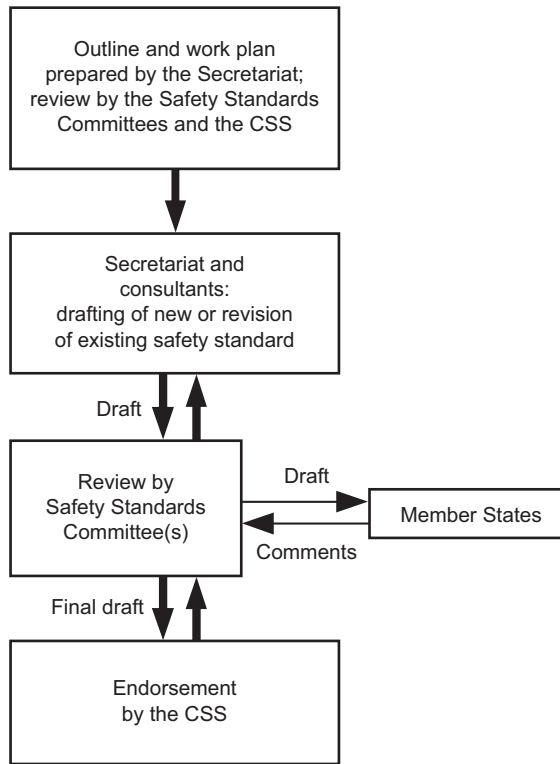 Outline and work plan
prepared by the Secretariat;
review by the Safety Standards
Committees and the CSS
Secretariat and
consultants:
drafting of new or revision
of existing safety standard
Draft
Review by
Safety Standards
Committee(s)
Draft
Member States
Comments
Final draft
Endorsement
by the CSS